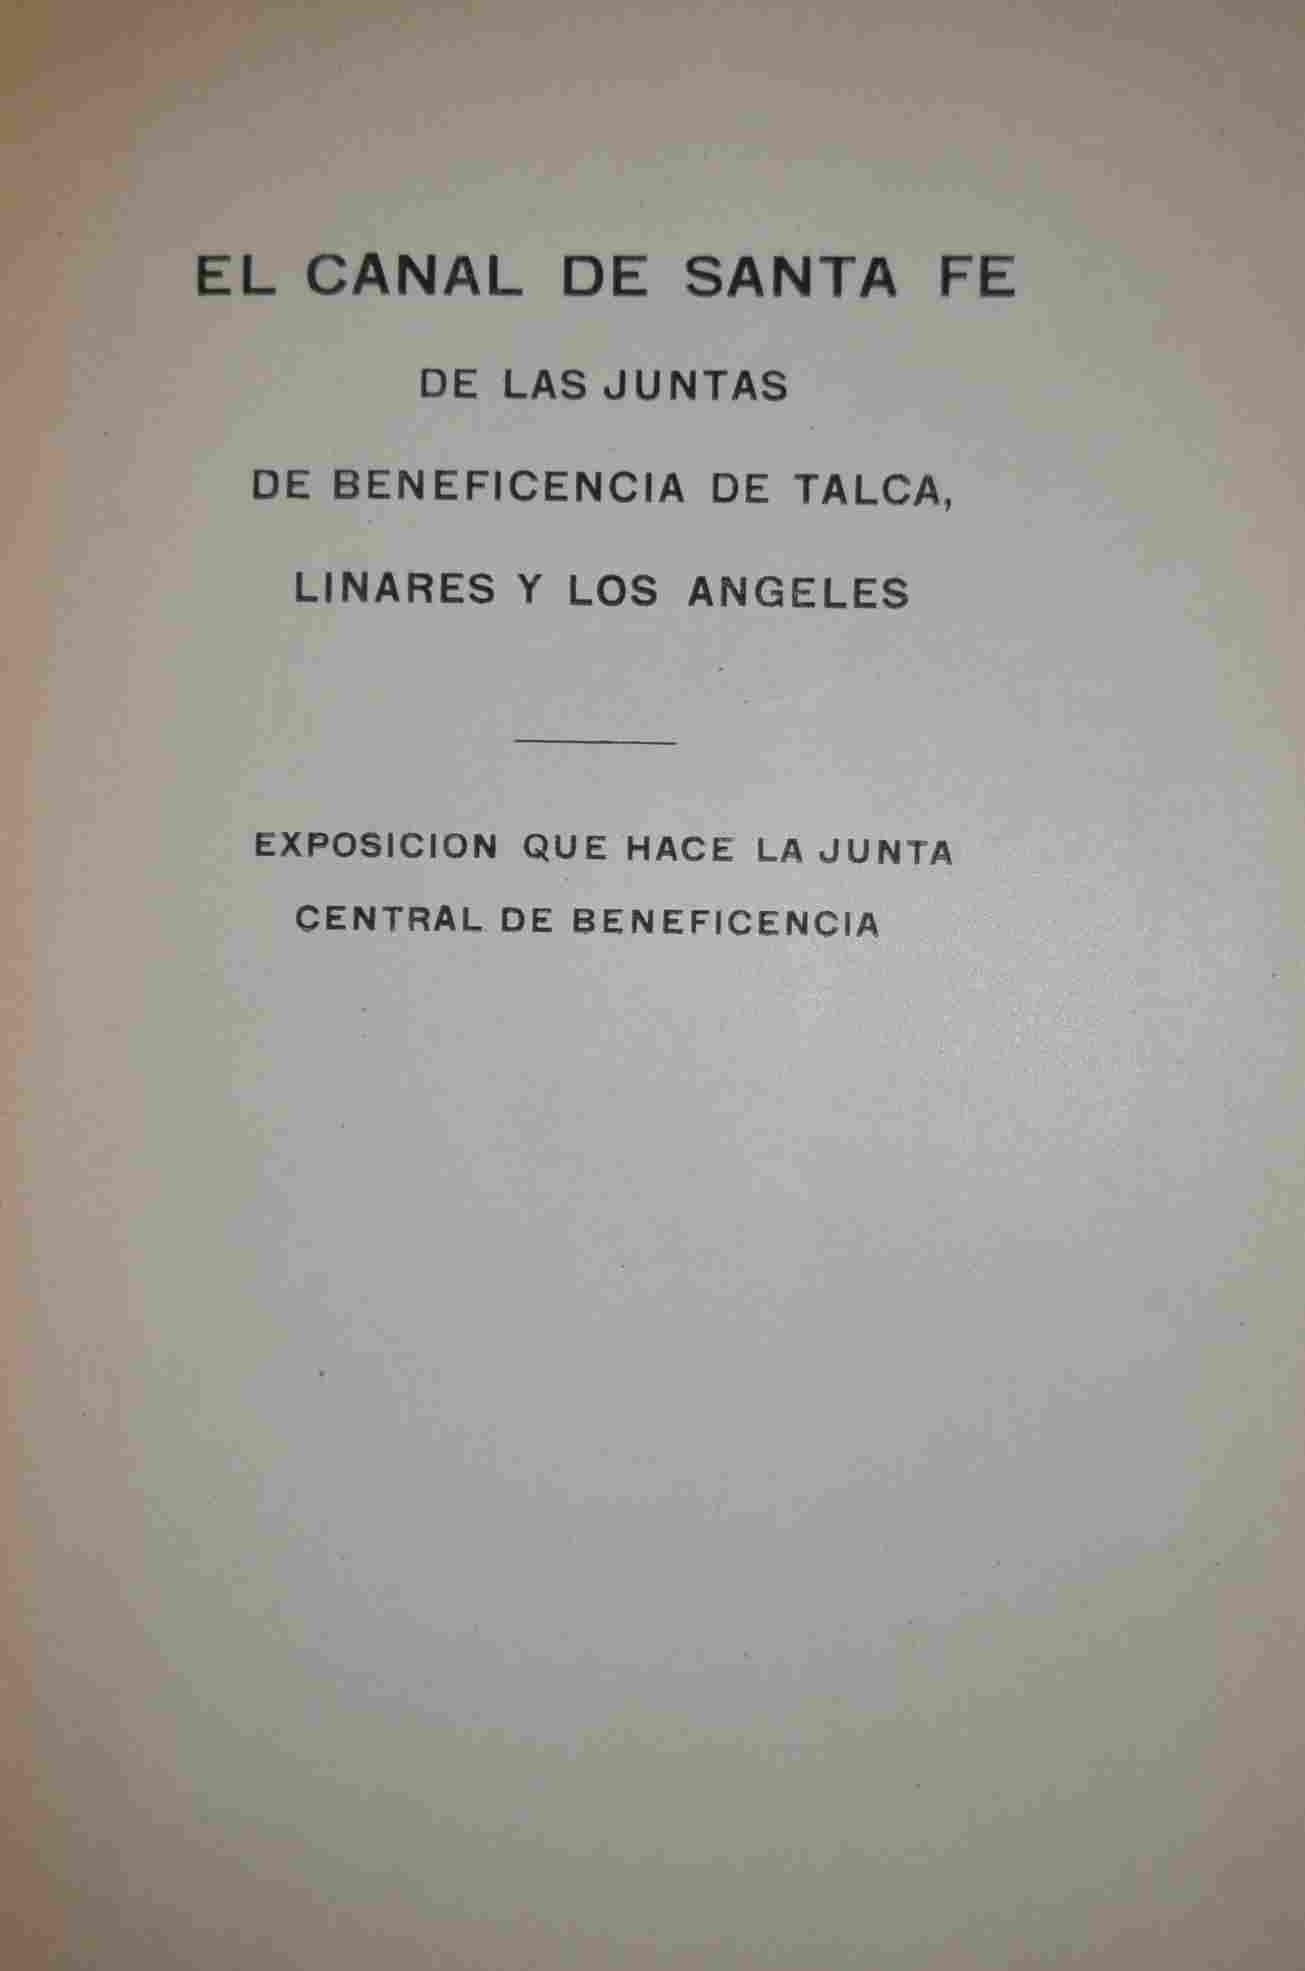 EL CANAL DE SANTA FE
DE LAS JUNTAS
DE BENEFICENCIA DE TALCA,
LINARES Y LOS ANGELES
EXPOSICION QUE HACE LA JUNTA
CENTRAL DE BENEFICENCIA